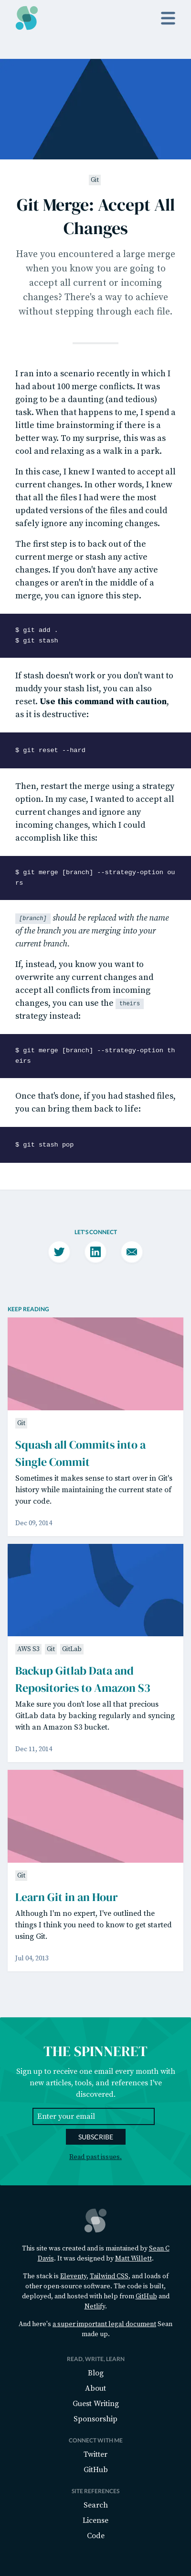 Git
Git Merge: Accept All
Changes
Have you encountered a large merge
when you know you are going to
accept all current or incoming
changes? There's a way to achieve
without stepping through each file.
I ran into a scenario recently in which I
had about 100 merge conflicts. It was
going to be a daunting (and tedious)
task. When that happens to me, I spend a
little time brainstorming if there is a
better way. To my surprise, this was as
cool and relaxing as a walk in a park.
In this case, I knew I wanted to accept all
current changes. In other words, I knew
that all the files I had were the most
updated versions of the files and could
safely ignore any incoming changes.
The first step is to back out of the
current merge or stash any active
changes. If you don't have any active
changes or aren't in the middle of a
merge, you can ignore this step.
$ git add .
$ git stash
If stash doesn't work or you don't want to
muddy your stash list, you can also
reset. Use this command with caution,
as it is destructive:
$ git reset --hard
Then, restart the merge using a strategy
option. In my case, I wanted to accept all
current changes and ignore any
incoming changes, which I could
accomplish like this:
$ git merge [branch] --strategy-option ou
rs
[branch] should be replaced with the name
of the branch you are merging into your
current branch.
If, instead, you know you want to
overwrite any current changes and
accept all conflicts from incoming
changes, you can use the theirs
strategy instead:
$ git merge [branch] --strategy-option th
eirs
Once that's done, if you had stashed files,
you can bring them back to life:
$ git stash pop
LET'S CONNECT
KEEP READING
Git
Squash all Commits into a
Single Commit
Sometimes it makes sense to start over in Git's
history while maintaining the current state of
your code.
Dec 09, 2014
AWS S3 Git GitLab
Backup Gitlab Data and
Repositories to Amazon S3
Make sure you don't lose all that precious
GitLab data by backing regularly and syncing
with an Amazon S3 bucket.
Dec 11, 2014
Git
Learn Git in an Hour
Although I'm no expert, I've outlined the
things I think you need to know to get started
using Git.
Jul 04, 2013
THE SPINNERET
Sign up to receive one email every month with
new articles, tools, and references I've
discovered.
Enter your email
SUBSCRIBE
Read past issues.
This site was created and is maintained by Sean C
Davis. It was designed by Matt Willett.
The stack is Eleventy, Tailwind CSS, and loads of
other open-source software. The code is built,
deployed, and hosted with help from GitHub and
Netlify.
And here's a super important legal document Sean
made up.
READ, WRITE, LEARN
Blog
About
Guest Writing
Sponsorship
CONNECT WITH ME
Twitter
GitHub
SITE REFERENCES
Search
License
Code